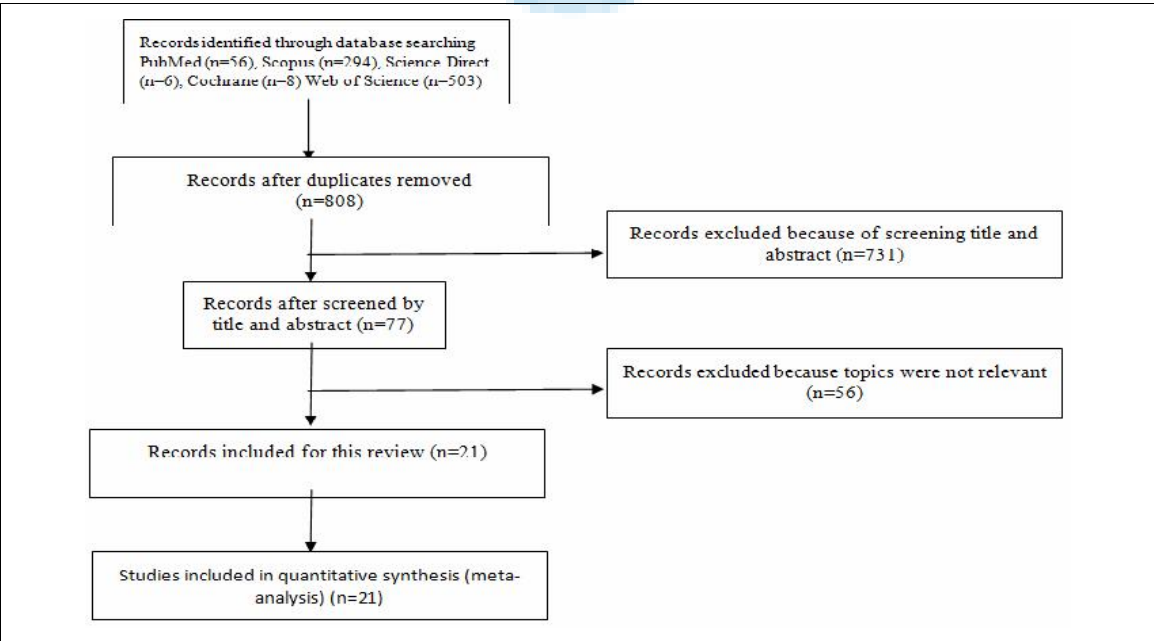 Records identified through database searching
PubMed (n=56), Scopus (n=294), Science Direct
(n=6), Cochrane (n=8) Web of Science (n=503)
Records after duplicates removed
(n=808)
Records excluded because of screening title and
abstract (n=731)
Records after screened by
title and abstract (n=77)
Records excluded because topics were not relevant
(n=56)
Records included for this review (n=21)
Studies included in quantitative synthesis (meta-
analysis) (n=21)